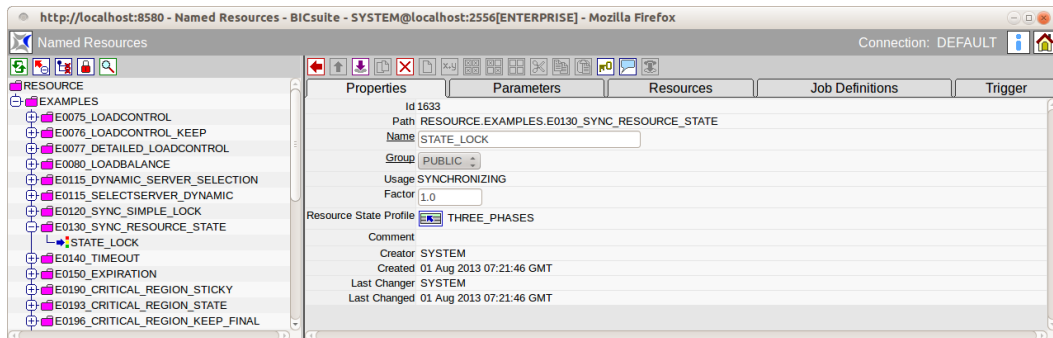 http://localhost:8580 - Named Resources - BICsuite - SYSTEM@localhost:2556[ENTERPRISE] - Mozilla Firefox
Named Resources
Connection: DEFAULT
RESOURCE
EXAMPLES
E0075_LOADCONTROL
E0076_LOADCONTROL_KEEP
E0077_DETAILED_LOADCONTROL
E0080_LOADBALANCE
E0115_DYNAMIC_SERVER_SELECTION
E0115_SELECTSERVER_DYNAMIC
E0120_SYNC_SIMPLE_LOCK
E0130_SYNC_RESOURCE_STATE
STATE_LOCK
E0140_TIMEOUT
E0150_EXPIRATION
E0190_CRITICAL_REGION_STICKY
E0193_CRITICAL_REGION_STATE
E0196_CRITICAL_REGION_KEEP_FINAL
Properties Parameters Resources Job Definitions Trigger
Id 1633
Path RESOURCE.EXAMPLES.E0130_SYNC_RESOURCE_STATE
Name STATE_LOCK
Group PUBLIC
Usage SYNCHRONIZING
Factor 1.0
Resource State Profile THREE_PHASES
Comment
Creator SYSTEM
Created 01 Aug 2013 07:21:46 GMT
Last Changer SYSTEM
Last Changed 01 Aug 2013 07:21:46 GMT